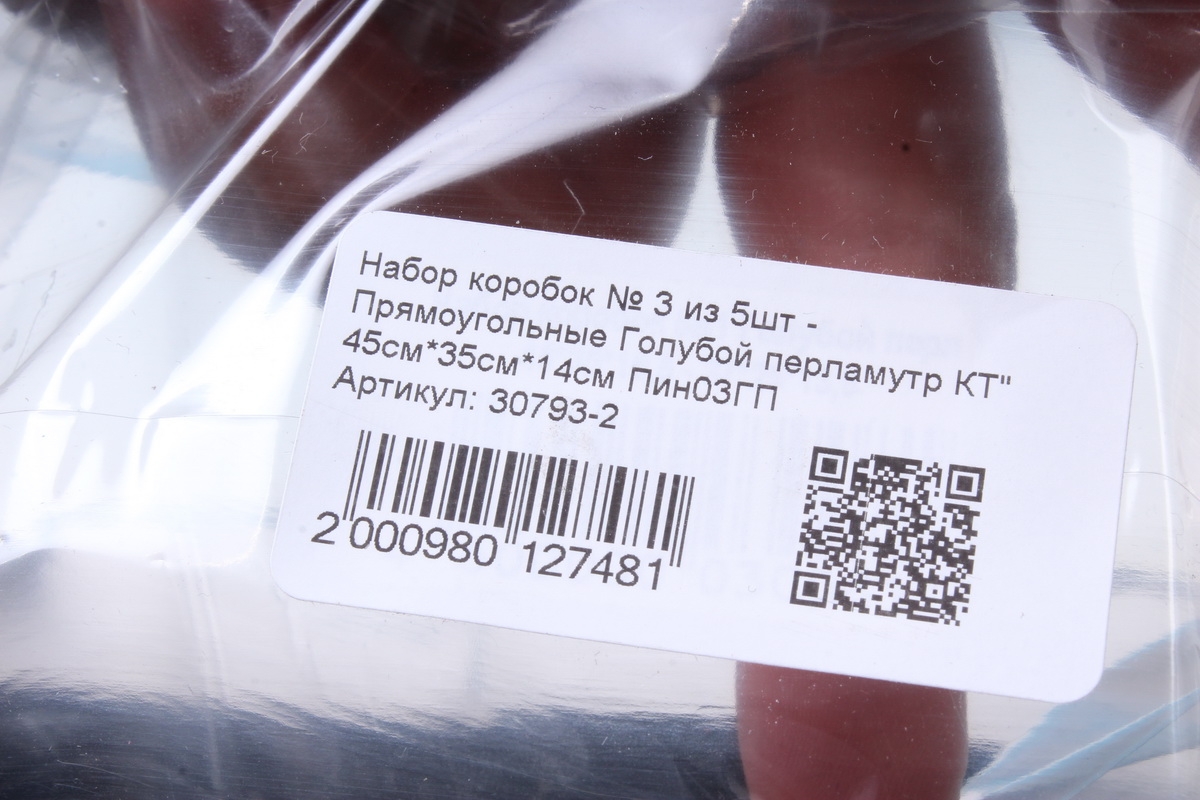 Набор коробок № 3 из 5шт -
Прямоугольные Голубой перламутр КТ"
45см*35см*14см Пин03ГП
Артикул: 30793-2
2 000980 127481